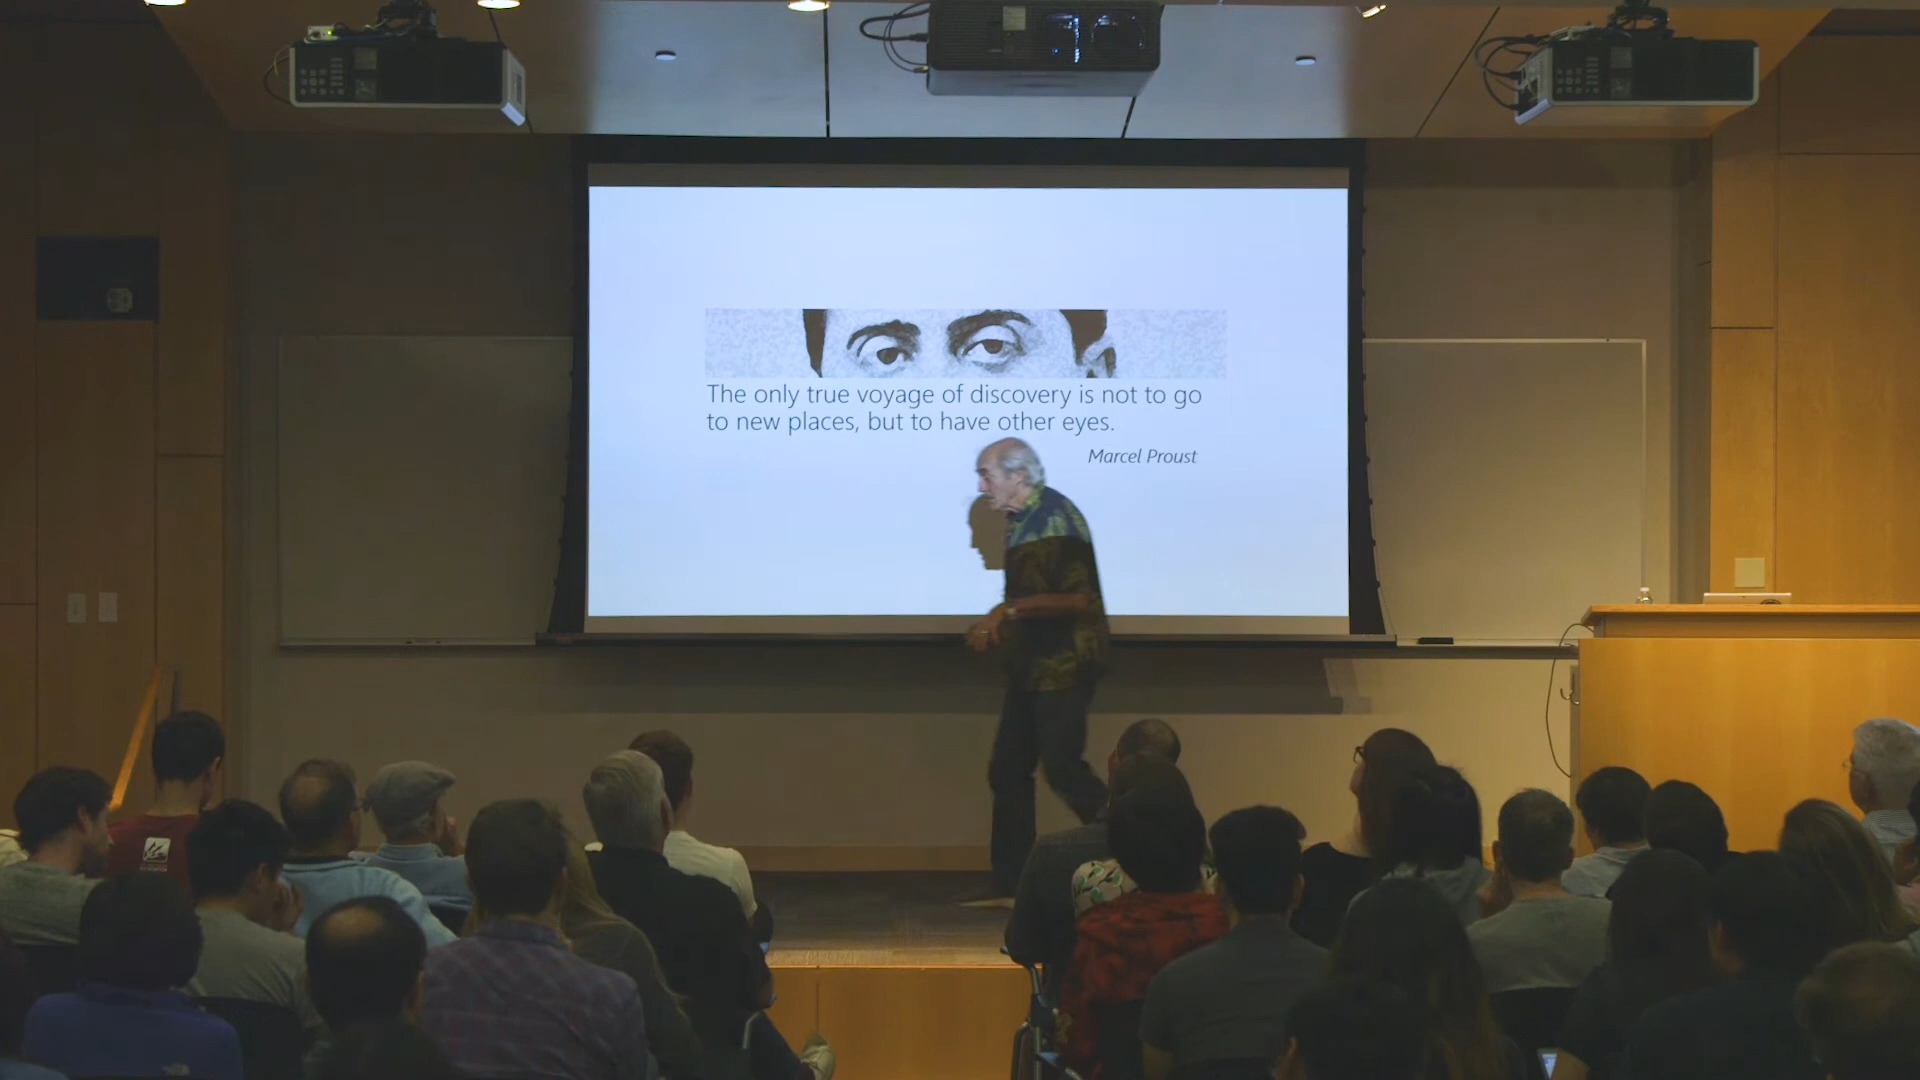 The only true voyage of discovery is not to go
to new places, but to have other eyes.
Marcel Proust